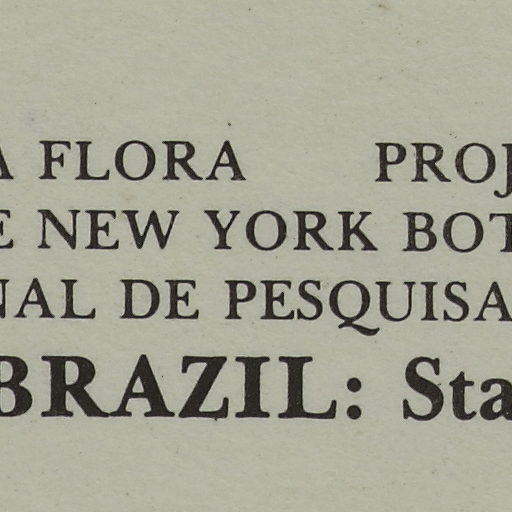 A FLORA PROJ
E NEW YORK BOT
NAL DE PESQUISA
BRAZIL: Sta